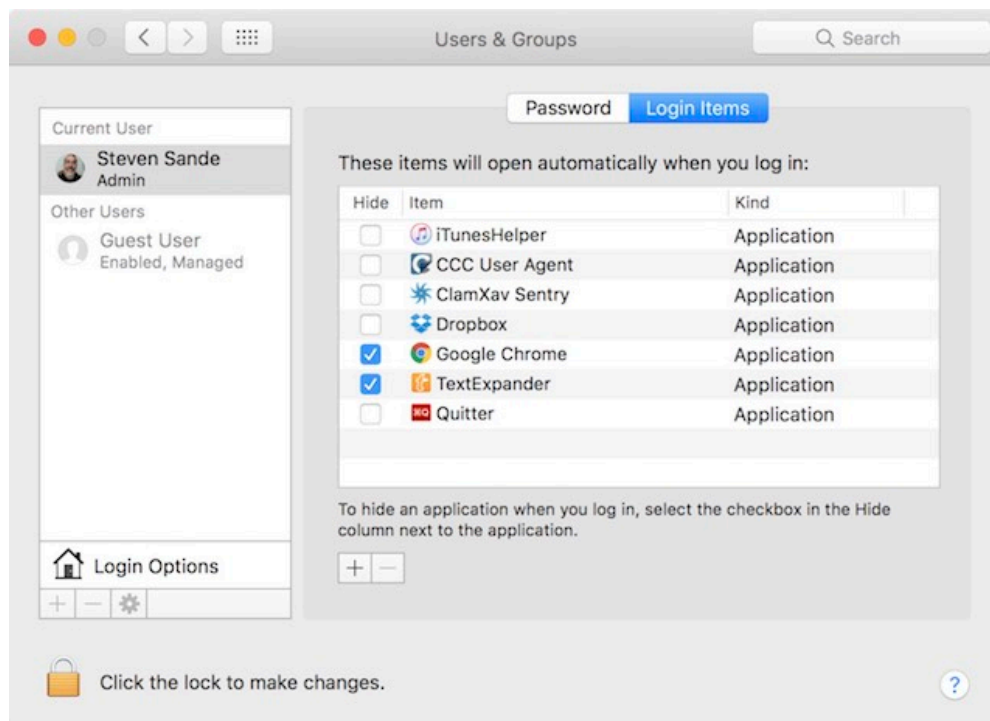 Users & Groups
Search
Current User
Steven Sande
Admin
Other Users
Guest User
Enabled, Managed
Login Options
Password Login Items
These items will open automatically when you log in:
Hide Item Kind
iTunesHelper Application
CCC User Agent Application
ClamXav Sentry Application
Dropbox Application
Google Chrome Application
TextExpander Application
HQ Quitter Application
To hide an application when you log in, select the checkbox in the Hide
column next to the application.
+ −
+ −
Click the lock to make changes.
?